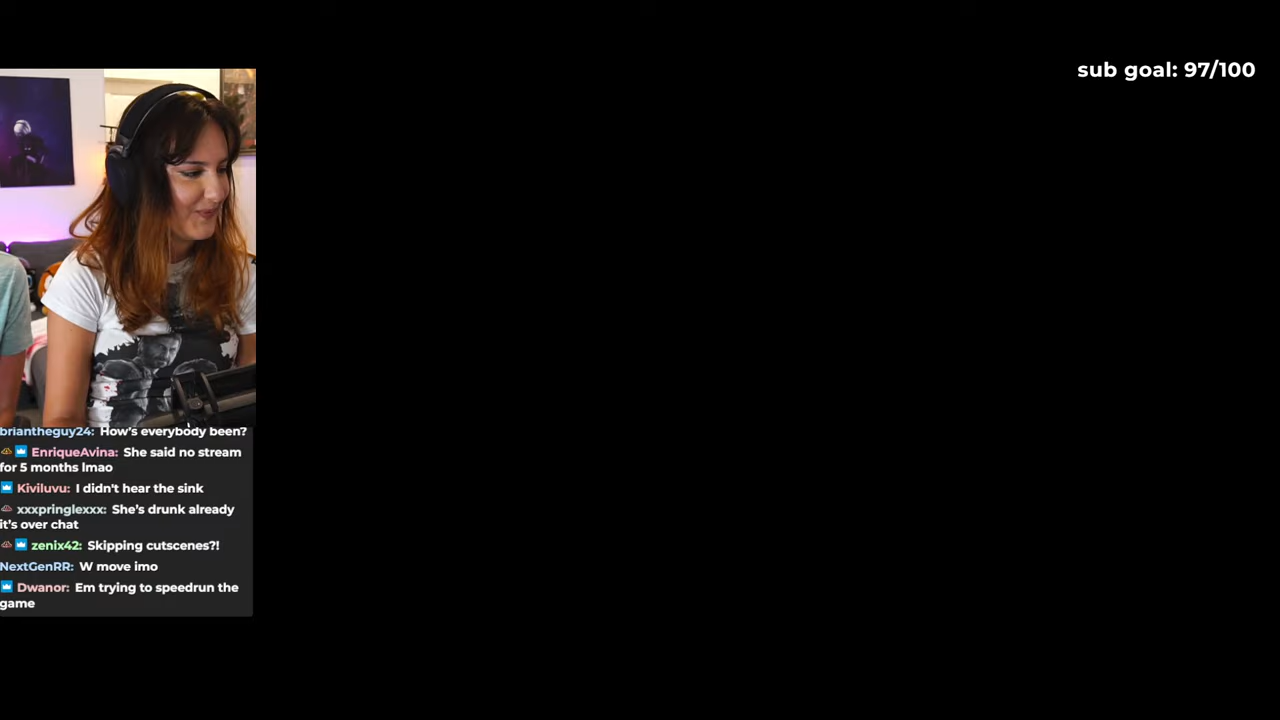 sub goal: 97/100
briantheguy24: How's everybody been?
EnriqueAvina: She said no stream
for 5 months lmao
Kiviluvu: I didn't hear the sink
xxxpringlexxx: She's drunk already
it's over chat
zenix42: Skipping cutscenes?!
NextGenRR: W move imo
Dwanor: Em trying to speedrun the
game